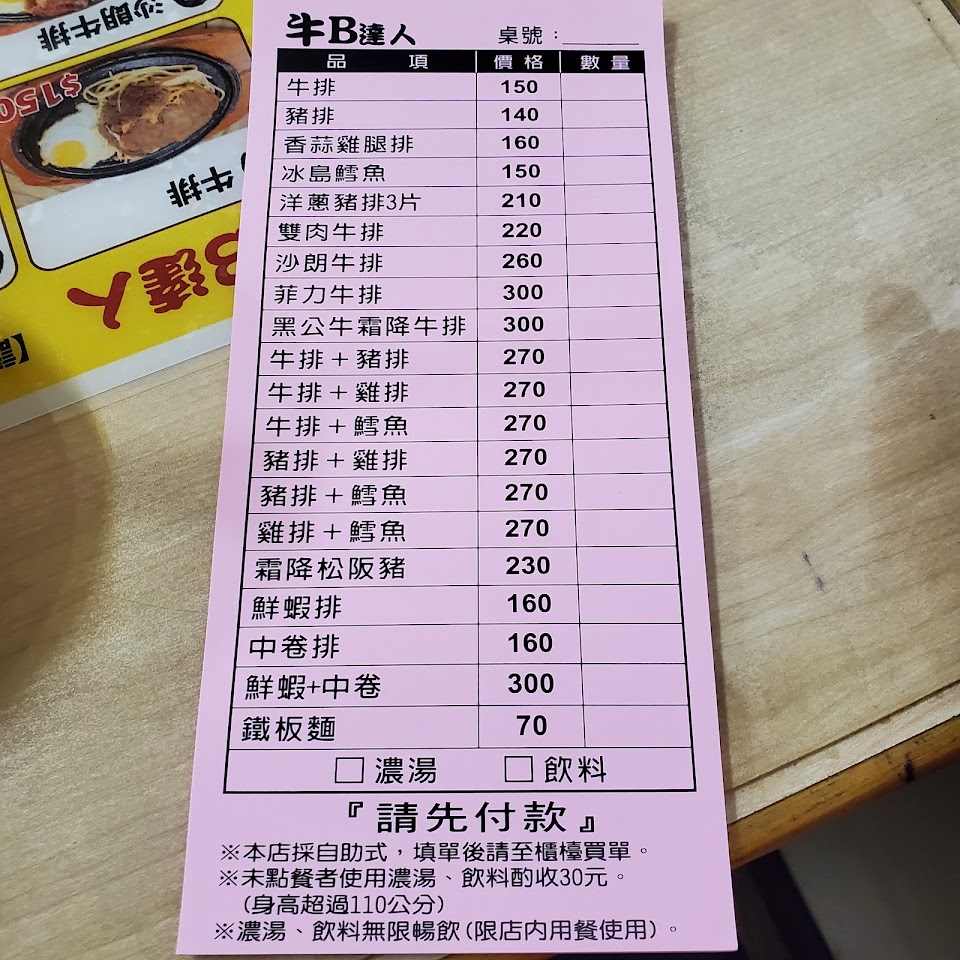 沙朗牛排
$150
牛排
B達人
牛B達人 桌號：
品 項 價格 數量
牛排 150
豬排 140
香蒜雞腿排 160
冰島鱈魚 150
洋蔥豬排3片 210
雙肉牛排 220
沙朗牛排 260
菲力牛排 300
黑公牛霜降牛排 300
牛排＋豬排 270
牛排＋雞排 270
牛排＋鱈魚 270
豬排＋雞排 270
豬排＋鱈魚 270
雞排＋鱈魚 270
霜降松阪豬 230
鮮蝦排 160
中卷排 160
鮮蝦+中卷 300
鐵板麵 70
□ 濃湯 □ 飲料
『請先付款』
※本店採自助式，填單後請至櫃檯買單。
※未點餐者使用濃湯、飲料酌收30元。
(身高超過110公分)
※濃湯、飲料無限暢飲(限店內用餐使用)。